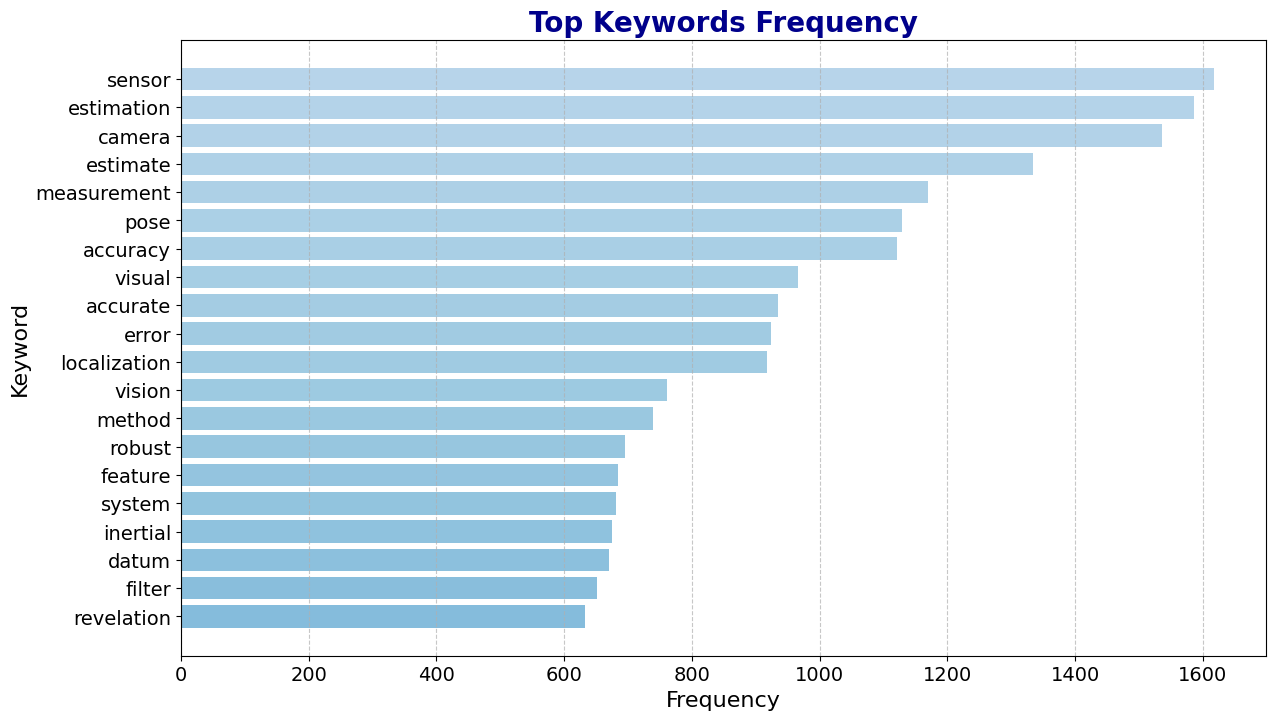 Top Keywords Frequency
Keyword
sensor
estimation
camera
estimate
measurement
pose
accuracy
visual
accurate
error
localization
vision
method
robust
feature
system
inertial
datum
filter
revelation
0 200 400 600 800 1000 1200 1400 1600
Frequency